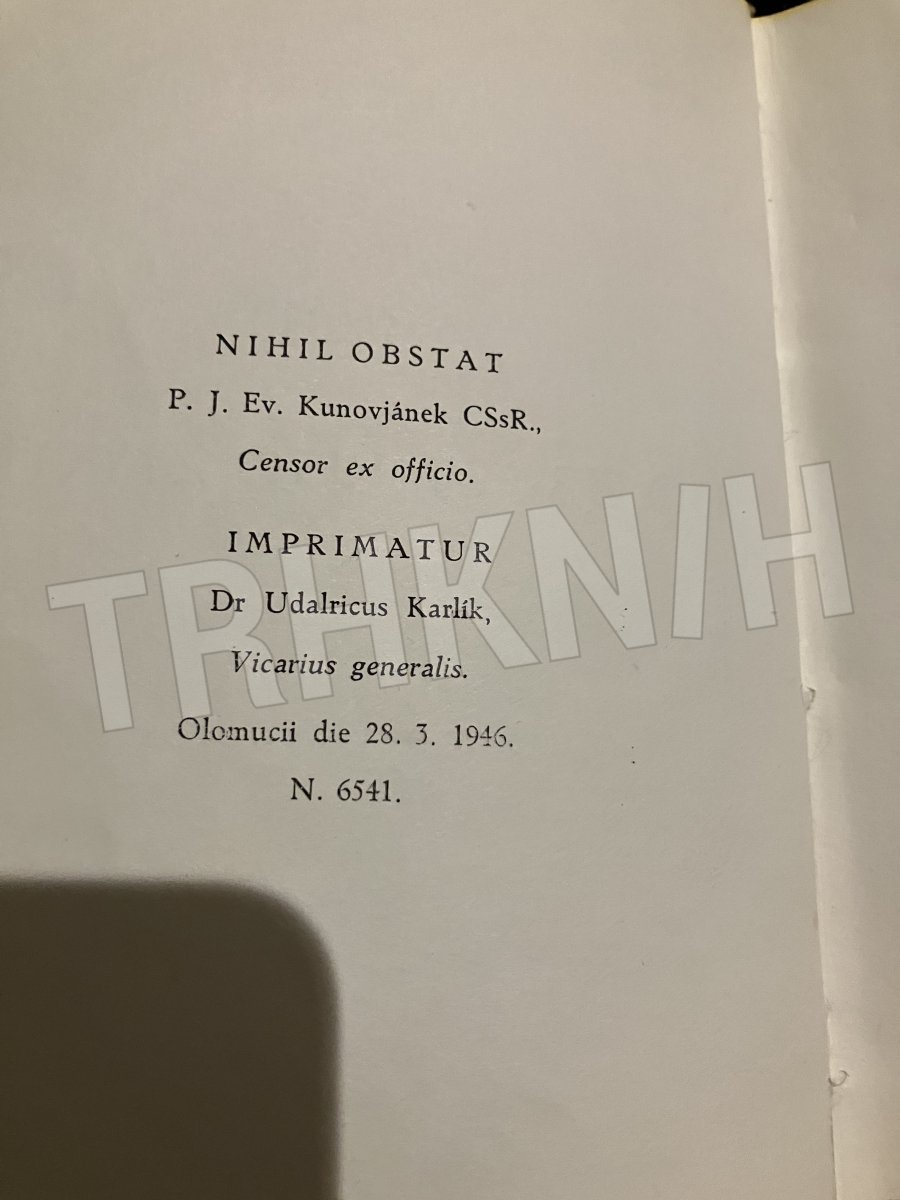 NIHIL OBSTAT
P. J. Ev. Kunovjánek CSsR.,
Censor ex officio.
IMPRIMATUR
Dr Udalricus Karlík,
Vicarius generalis.
Olomucii die 28. 3. 1946.
N. 6541.
TRHKNIH